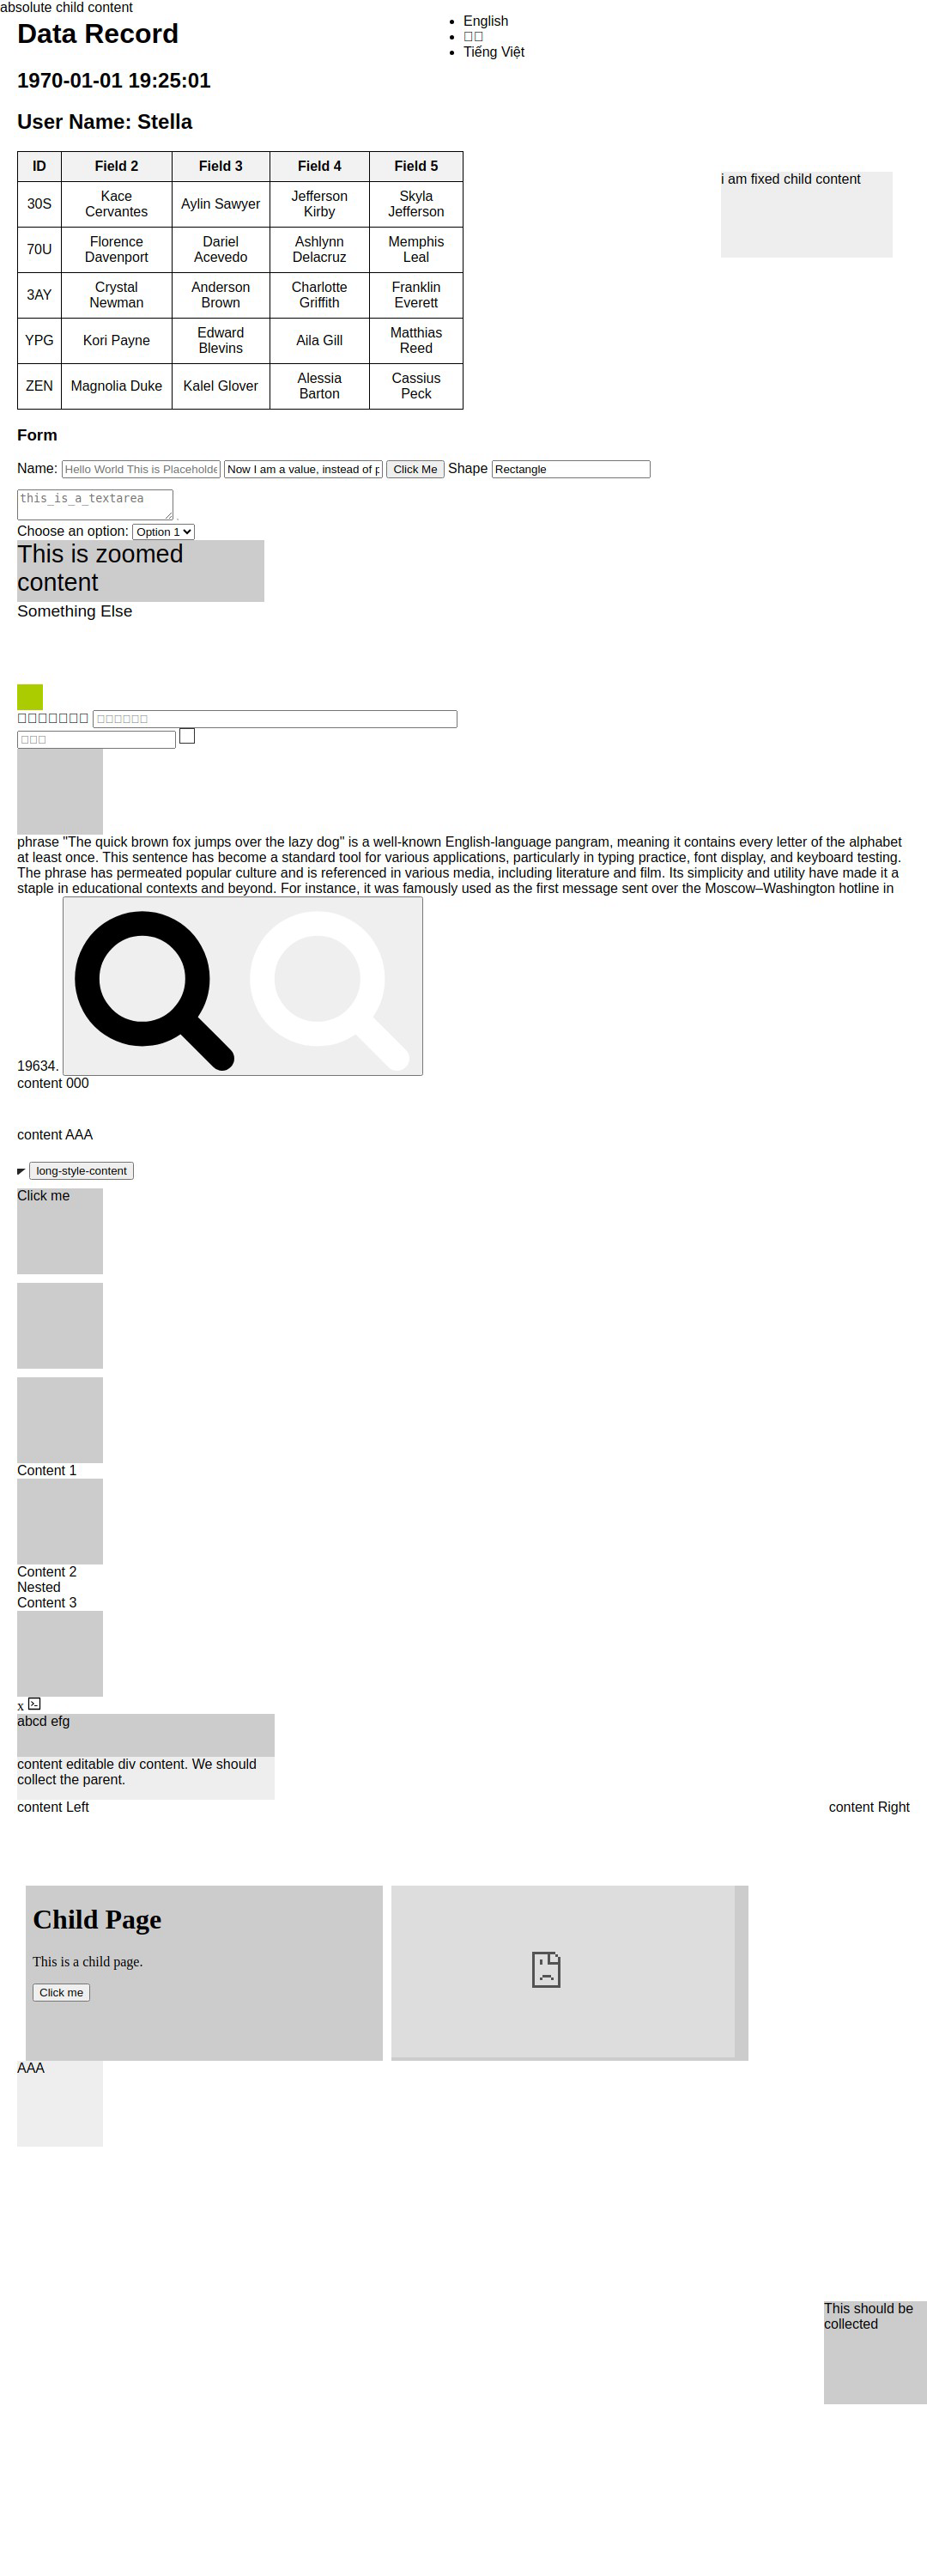 absolute child content
Data Record
English
Tiếng Việt
1970-01-01 19:25:01
User Name: Stella
ID Field 2 Field 3 Field 4 Field 5
30S Kace Cervantes Aylin Sawyer Jefferson Kirby Skyla Jefferson
70U Florence Davenport Dariel Acevedo Ashlynn Delacruz Memphis Leal
3AY Crystal Newman Anderson Brown Charlotte Griffith Franklin Everett
YPG Kori Payne Edward Blevins Aila Gill Matthias Reed
ZEN Magnolia Duke Kalel Glover Alessia Barton Cassius Peck
i am fixed child content
Form
Name: Hello World This is Placeholde Now I am a value, instead of p Click Me Shape Rectangle
this_is_a_textarea
Choose an option: Option 1
This is zoomed
content
Something Else
phrase "The quick brown fox jumps over the lazy dog" is a well-known English-language pangram, meaning it contains every letter of the alphabet
at least once. This sentence has become a standard tool for various applications, particularly in typing practice, font display, and keyboard testing.
The phrase has permeated popular culture and is referenced in various media, including literature and film. Its simplicity and utility have made it a
staple in educational contexts and beyond. For instance, it was famously used as the first message sent over the Moscow–Washington hotline in
19634.
content 000
content AAA
long-style-content
Click me
Content 1
Content 2
Nested
Content 3
x
abcd efg
content editable div content. We should
collect the parent.
content Left content Right
Child Page
This is a child page.
Click me
AAA
This should be
collected